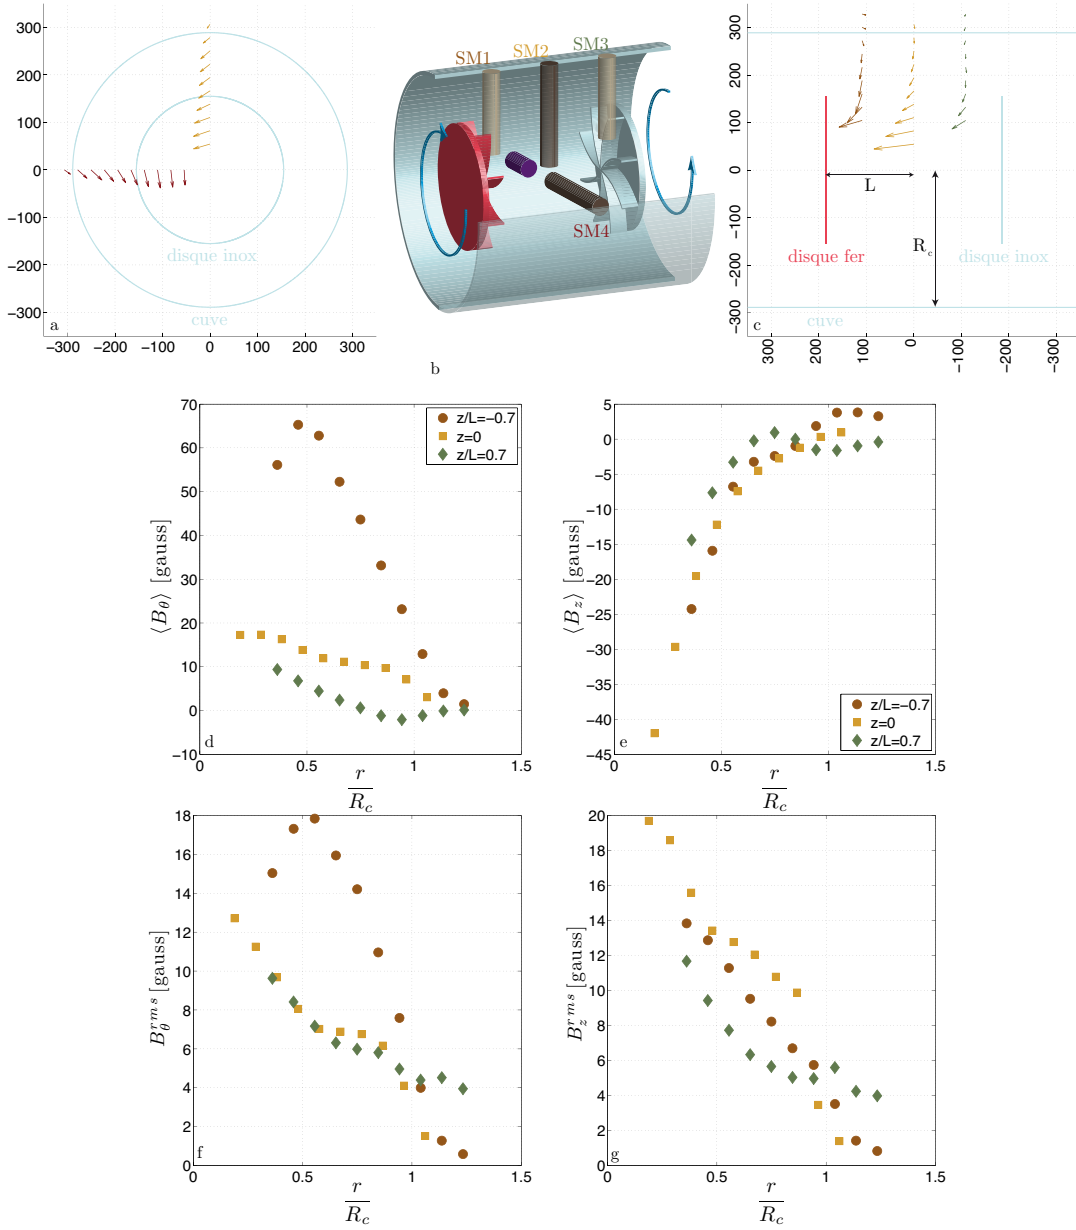 300
200
100
0
−100
−200
−300
−300 −200 −100 0 100 200 300
disque inox
cuve
a
SM1
SM2
SM3
SM4
b
300
200
100
0
−100
−200
−300
300 200 100 0 −100 −200 −300
L
R_c
disque fer
disque inox
cuve
c
70
60
50
40
30
20
10
0
−10
0 0.5 1 1.5
⟨B_θ⟩ [gauss]
r/R_c
z/L=−0.7
z=0
z/L=0.7
d
5
0
−5
−10
−15
−20
−25
−30
−35
−40
−45
0 0.5 1 1.5
⟨B_z⟩ [gauss]
r/R_c
z/L=−0.7
z=0
z/L=0.7
e
18
16
14
12
10
8
6
4
2
0
0 0.5 1 1.5
B_θ^{rms} [gauss]
r/R_c
f
20
18
16
14
12
10
8
6
4
2
0
0 0.5 1 1.5
B_z^{rms} [gauss]
r/R_c
g